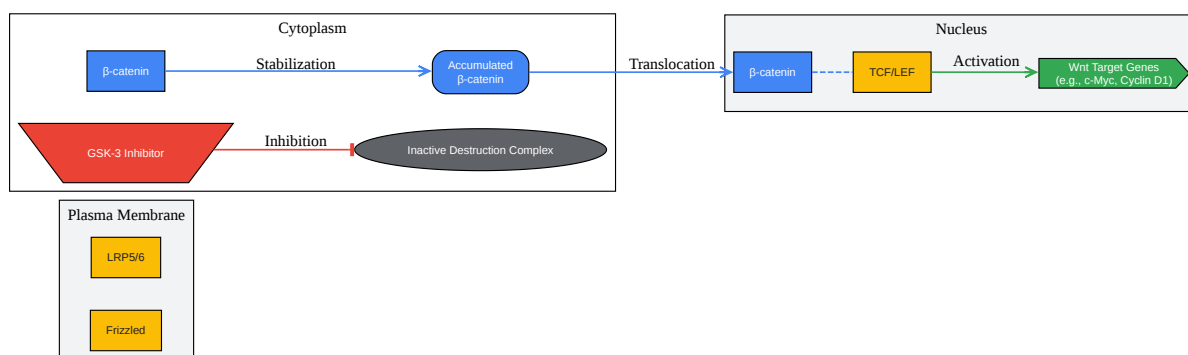 Cytoplasm
β-catenin
Stabilization
Accumulated
β-catenin
Translocation
GSK-3 Inhibitor
Inhibition
Inactive Destruction Complex
Nucleus
β-catenin
TCF/LEF
Activation
Wnt Target Genes
(e.g., c-Myc, Cyclin D1)
Plasma Membrane
LRP5/6
Frizzled